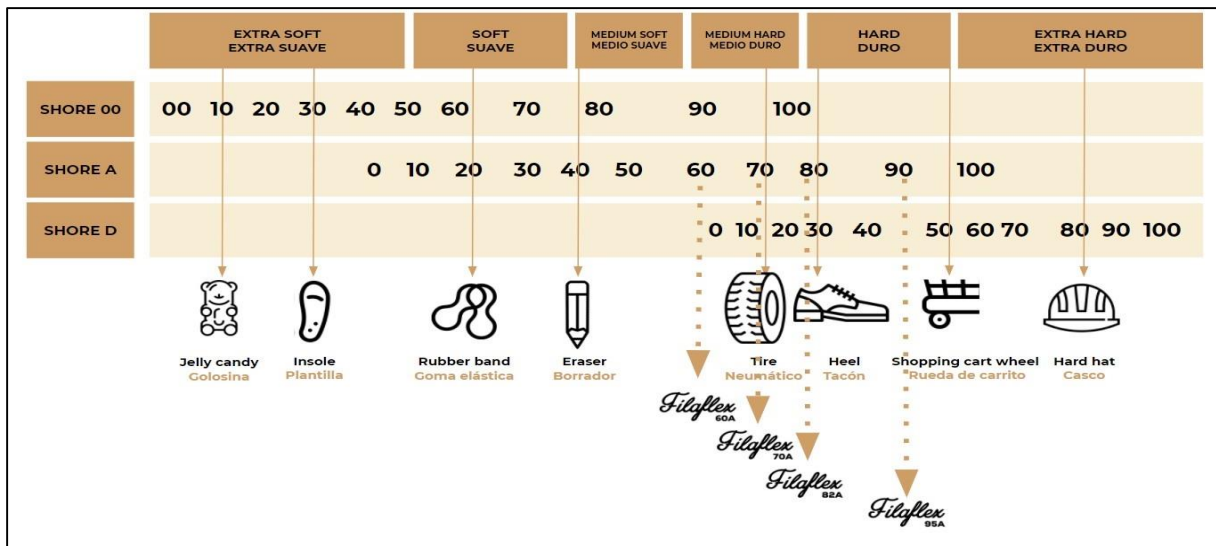 EXTRA SOFT
EXTRA SUAVE
SOFT
SUAVE
MEDIUM SOFT
MEDIO SUAVE
MEDIUM HARD
MEDIO DURO
HARD
DURO
EXTRA HARD
EXTRA DURO
SHORE 00 00 10 20 30 40 50 60 70 80 90 100
SHORE A 0 10 20 30 40 50 60 70 80 90 100
SHORE D 0 10 20 30 40 50 60 70 80 90 100
Jelly candy
Golosina
Insole
Plantilla
Rubber band
Goma elástica
Eraser
Borrador
Tire
Neumático
Heel
Tacón
Shopping cart wheel
Rueda de carrito
Hard hat
Casco
Filaflex
60A
Filaflex
70A
Filaflex
82A
Filaflex
95A